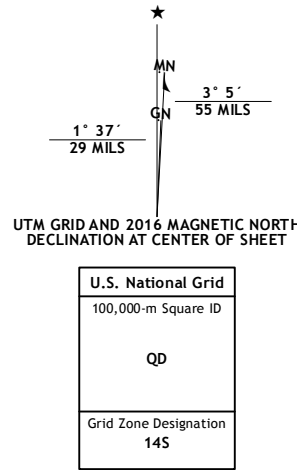 ★
MN
GN
3° 5´
55 MILS
1° 37´
29 MILS
UTM GRID AND 2016 MAGNETIC NORTH
DECLINATION AT CENTER OF SHEET
U.S. National Grid
100,000-m Square ID
QD
Grid Zone Designation
14S